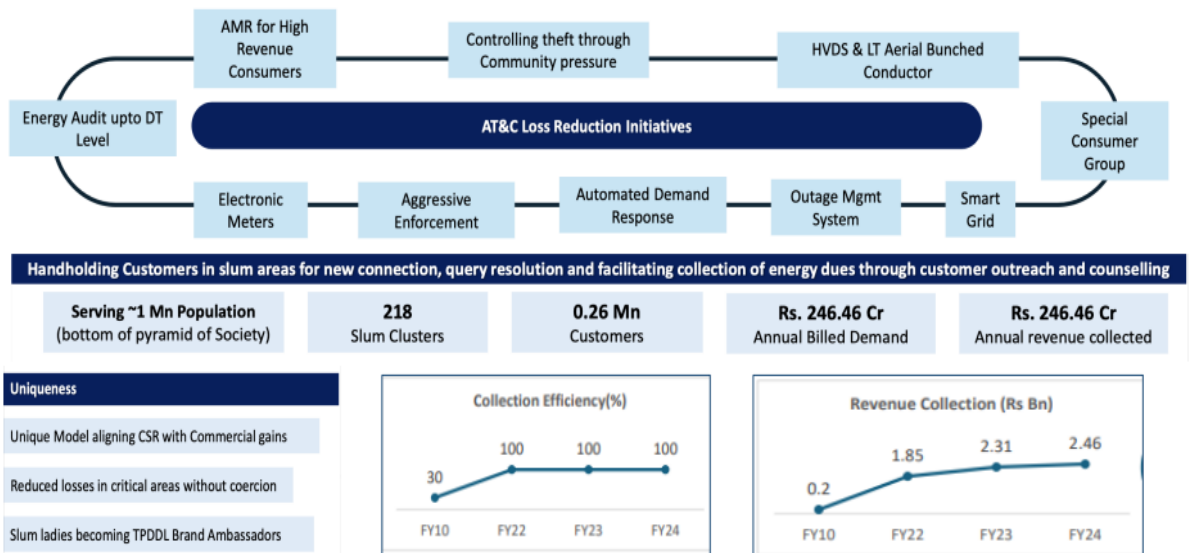 AMR for High
Revenue
Consumers
Controlling theft through
Community pressure
HVDS & LT Aerial Bunched
Conductor
Energy Audit upto DT
Level
AT&C Loss Reduction Initiatives
Special
Consumer
Group
Electronic
Meters
Aggressive
Enforcement
Automated Demand
Response
Outage Mgmt
System
Smart
Grid
Handholding Customers in slum areas for new connection, query resolution and facilitating collection of energy dues through customer outreach and counselling
Serving ~1 Mn Population
(bottom of pyramid of Society)
218
Slum Clusters
0.26 Mn
Customers
Rs. 246.46 Cr
Annual Billed Demand
Rs. 246.46 Cr
Annual revenue collected
Uniqueness
Unique Model aligning CSR with Commercial gains
Reduced losses in critical areas without coercion
Slum ladies becoming TPDDL Brand Ambassadors
Collection Efficiency(%)
30
100
100
100
FY10
FY22
FY23
FY24
Revenue Collection (Rs Bn)
0.2
1.85
2.31
2.46
FY10
FY22
FY23
FY24